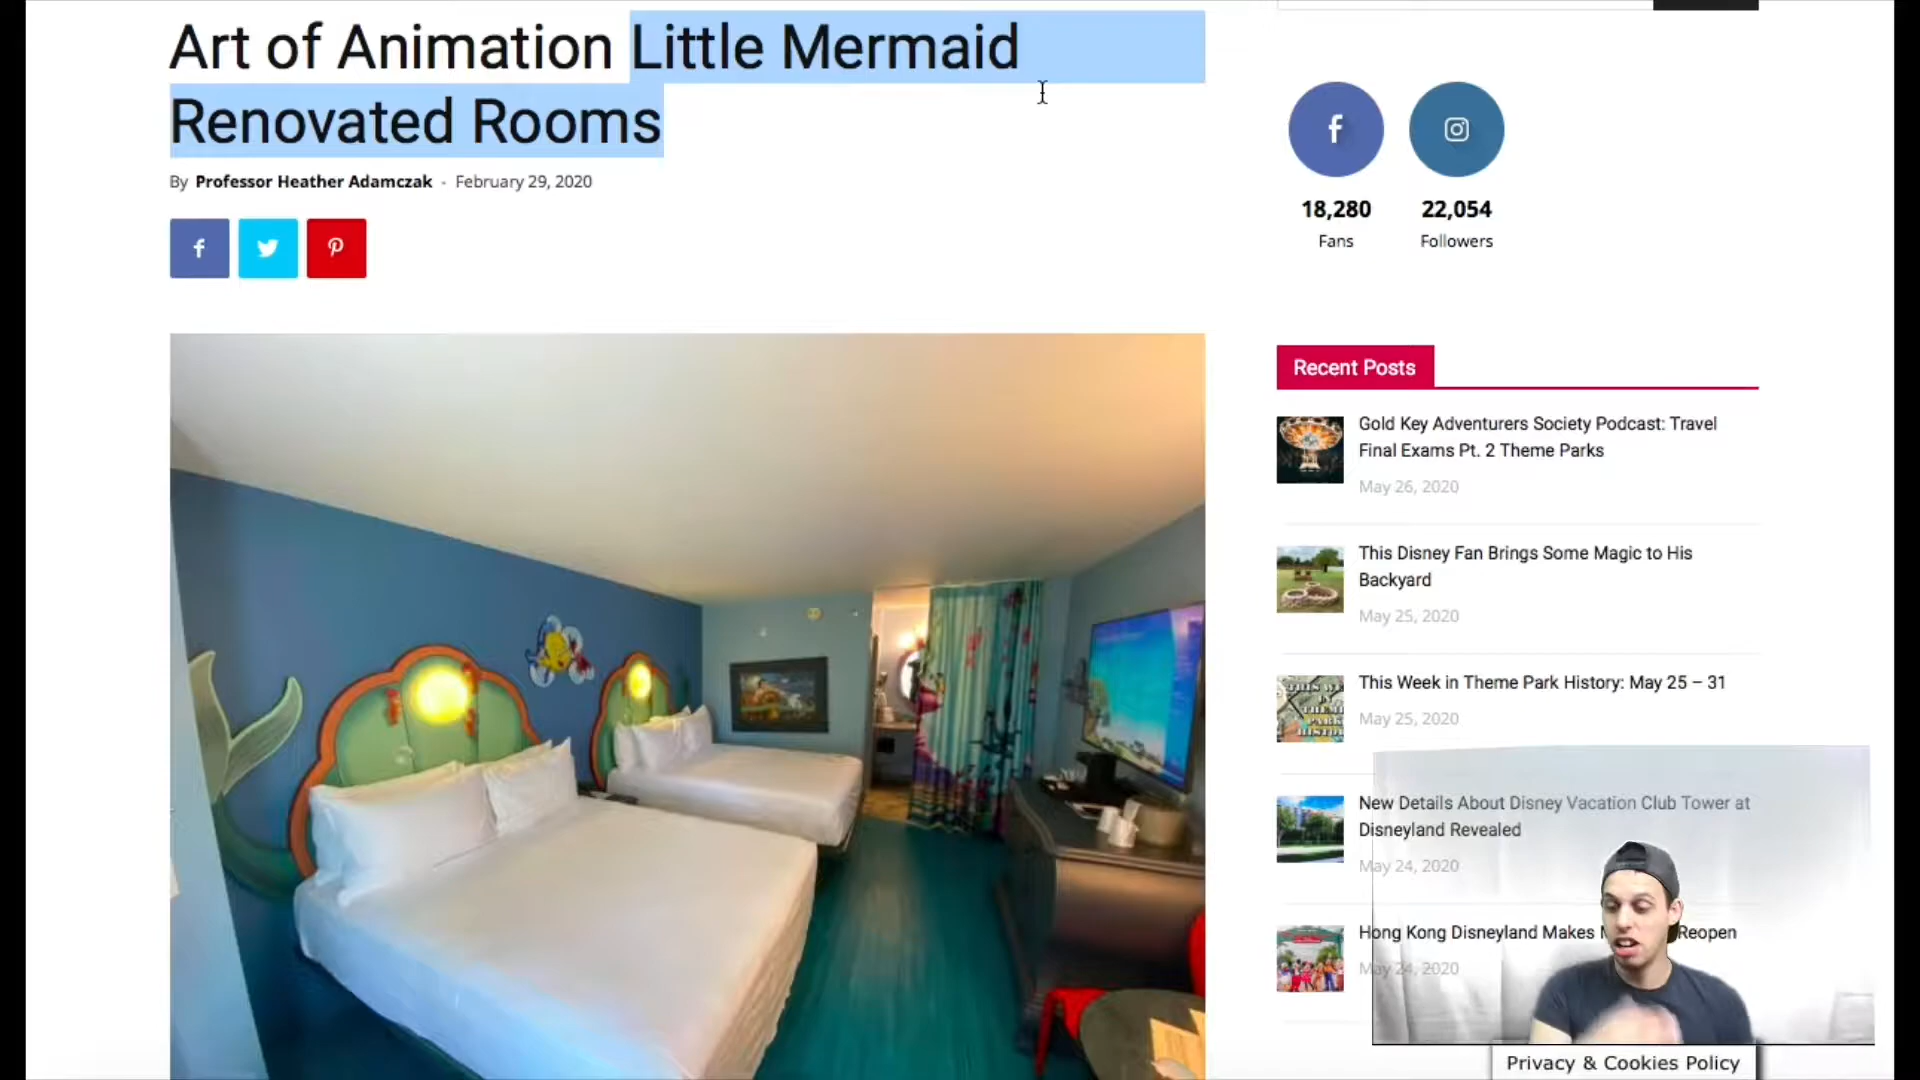 Art of Animation Little Mermaid
Renovated Rooms
By Professor Heather Adamczak - February 29, 2020
18,280
Fans
22,054
Followers
Recent Posts
Gold Key Adventurers Society Podcast: Travel
Final Exams Pt. 2 Theme Parks
May 26, 2020
This Disney Fan Brings Some Magic to His
Backyard
May 25, 2020
This Week in Theme Park History: May 25 – 31
May 25, 2020
New Details About Disney Vacation Club Tower at
Disneyland Revealed
May 24, 2020
Hong Kong Disneyland Makes Reopen
May 24, 2020
Privacy & Cookies Policy